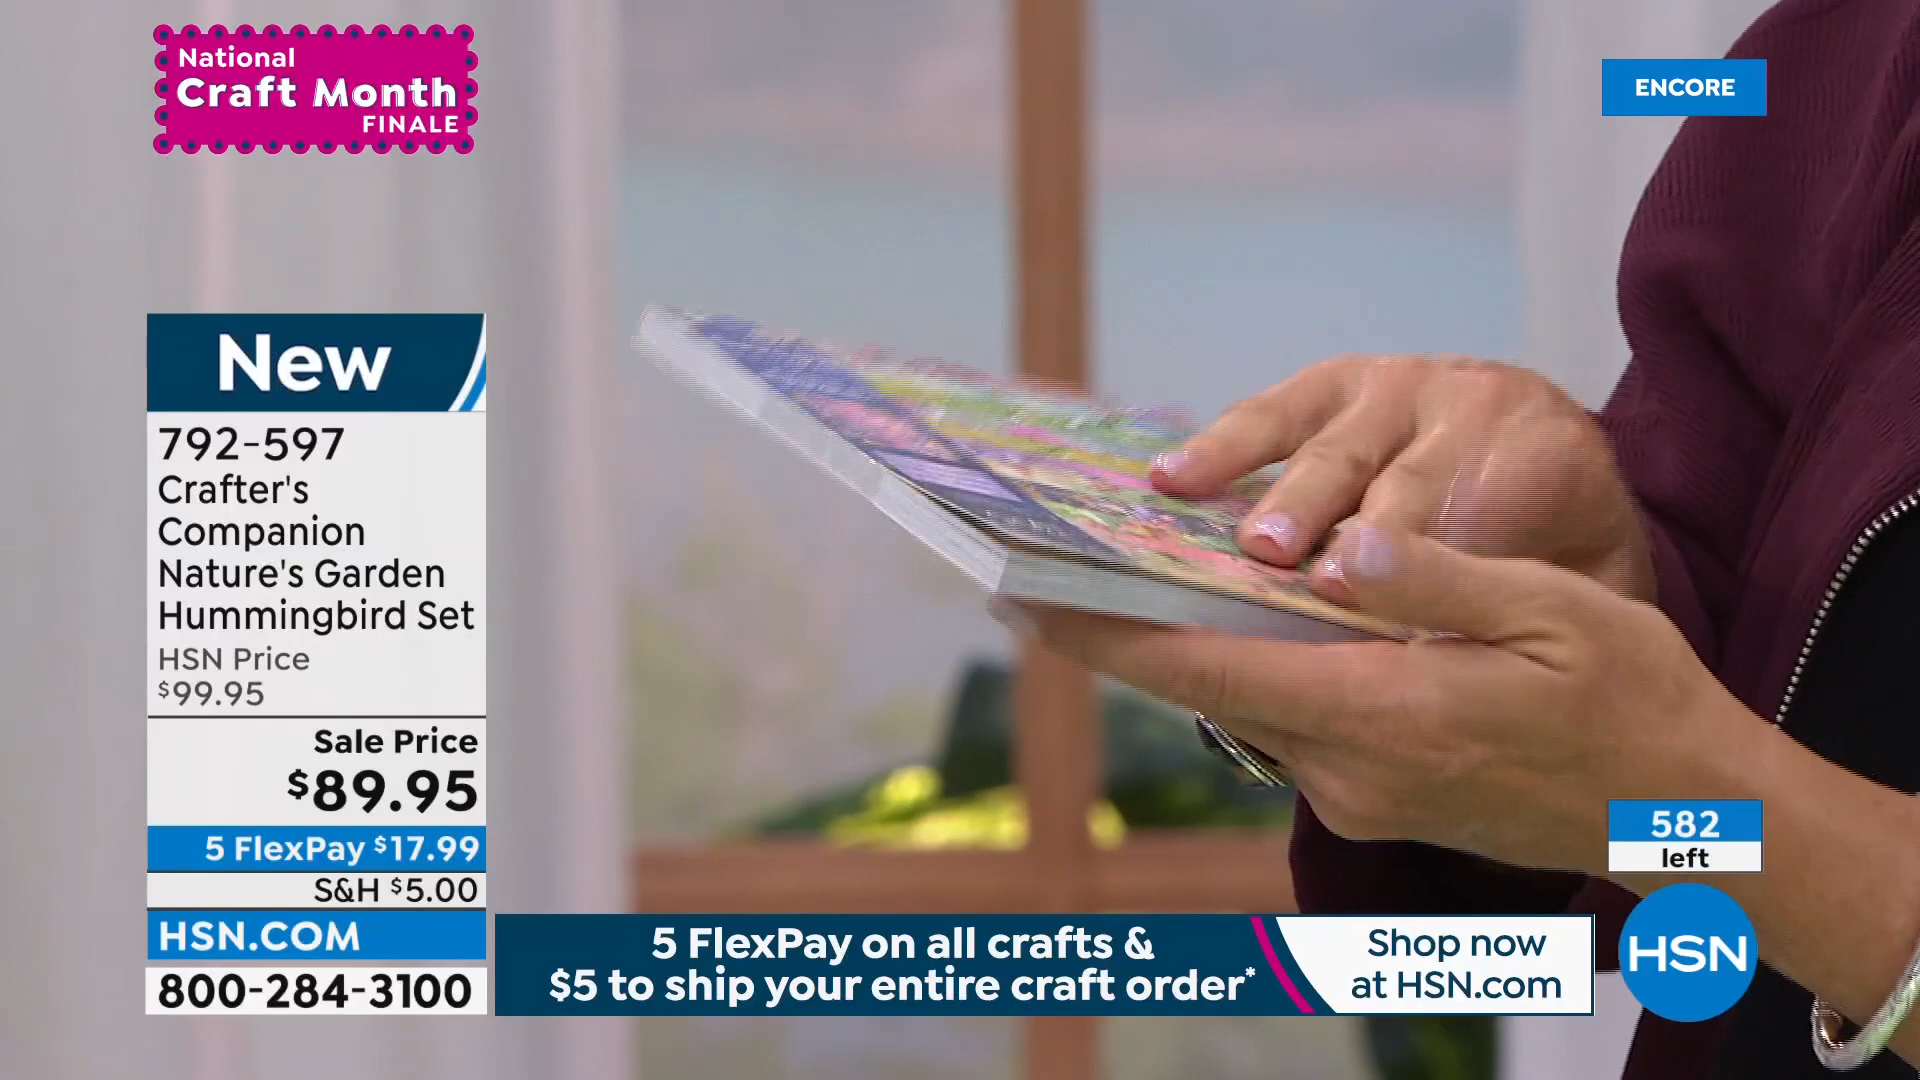 National
Craft Month
FINALE
ENCORE
New
792-597
Crafter's
Companion
Nature's Garden
Hummingbird Set
HSN Price
$99.95
Sale Price
$89.95
5 FlexPay $17.99
S&H $5.00
HSN.COM
800-284-3100
5 FlexPay on all crafts &
$5 to ship your entire craft order*
Shop now
at HSN.com
582
left
HSN